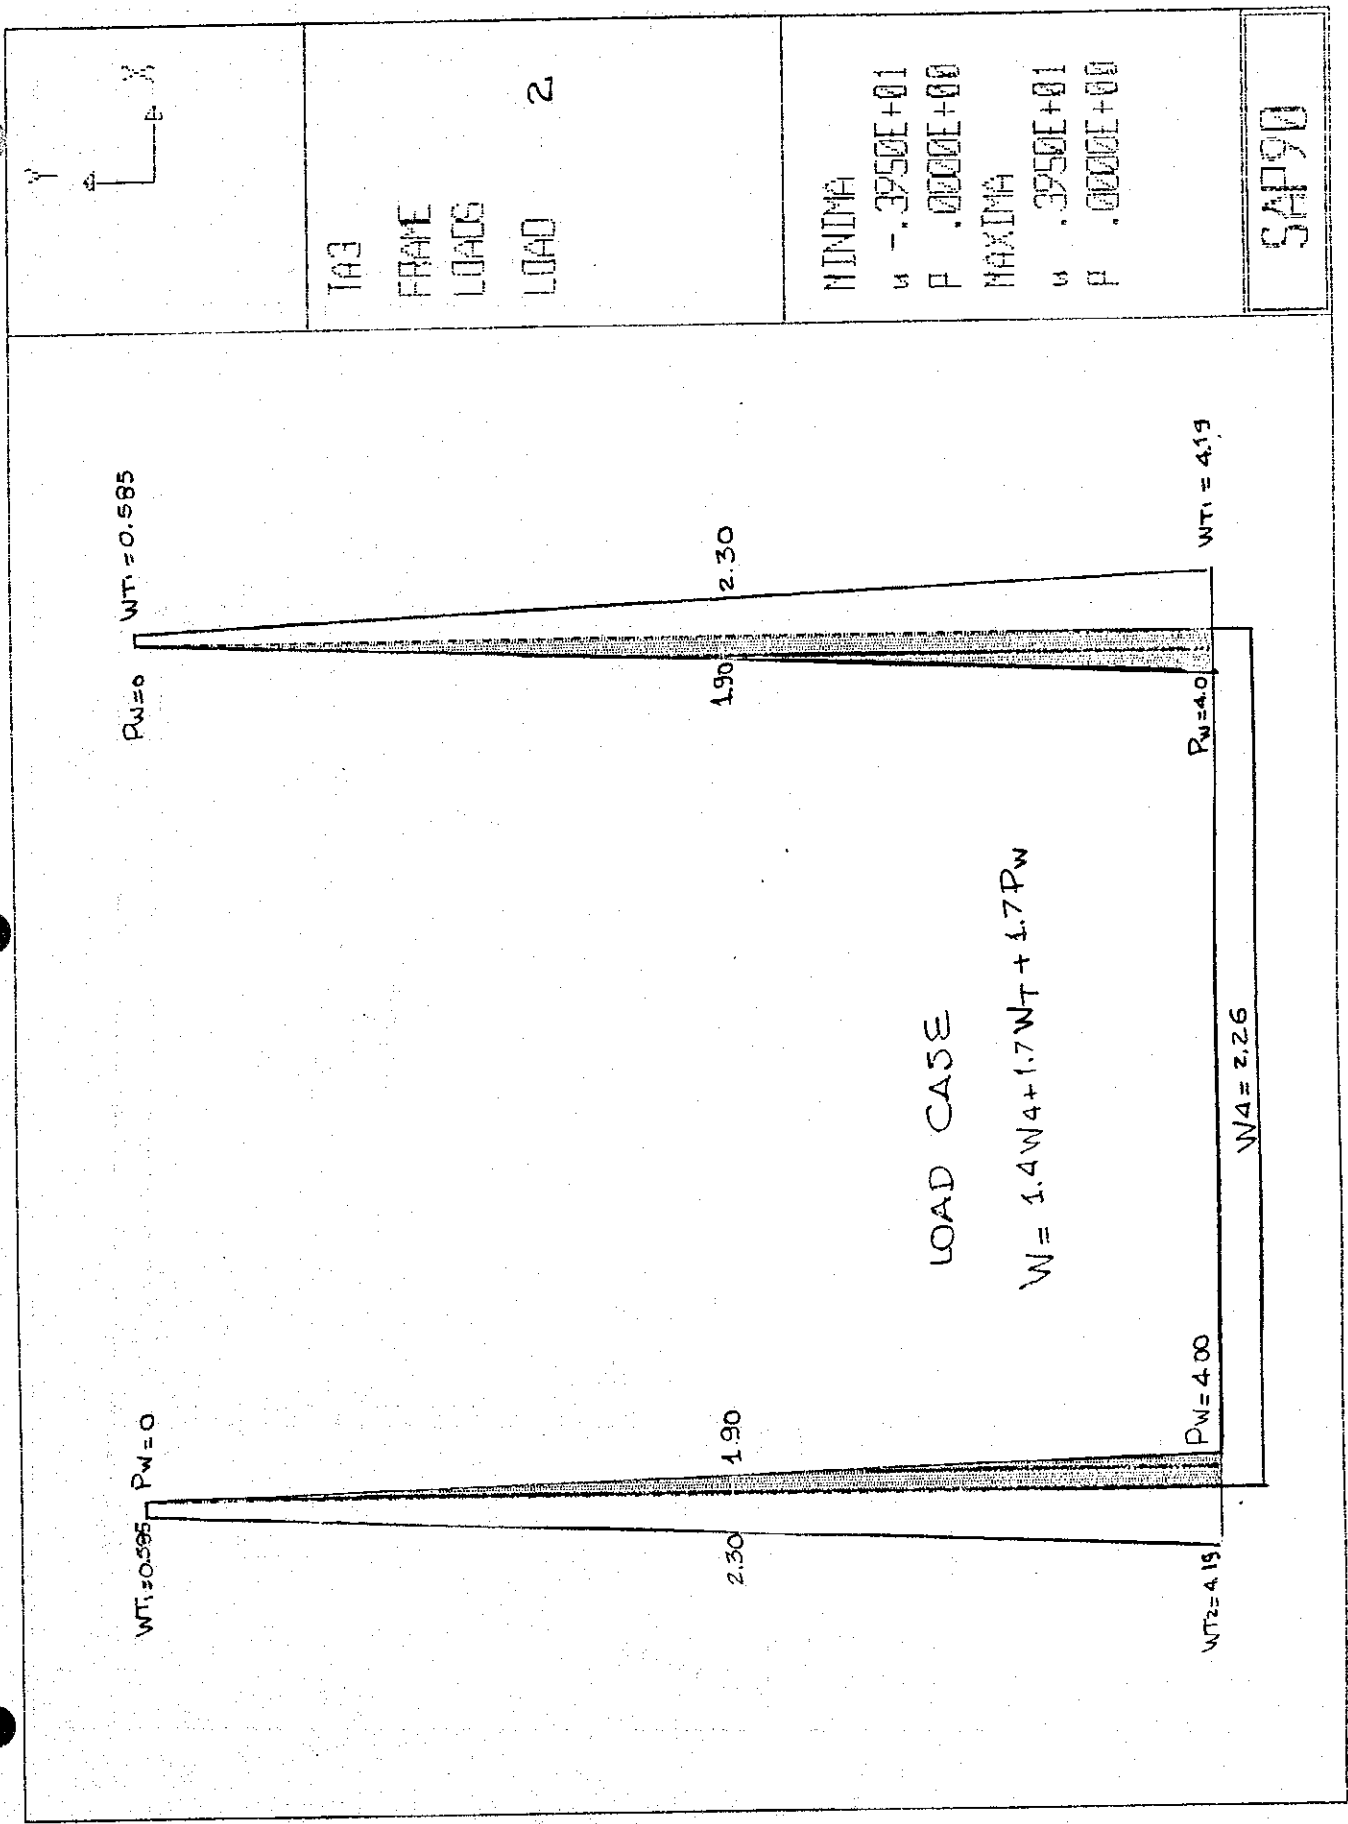 Y
X
TA3
FRAME
LOADS
LOAD 2
MINIMA
W -.3950E+01
P .0000E+00
MAXIMA
W .3950E+01
P .0000E+00
SAP90
WT1=0.585 PW=0
PW=0 WT1=0.585
2.30 1.90
1.90 2.30
LOAD CASE
W= 1.4W4+1.7WT+1.7PW
WT2=4.19 PW=4.00
PW=4.0 WT1=4.19
W4=2.26